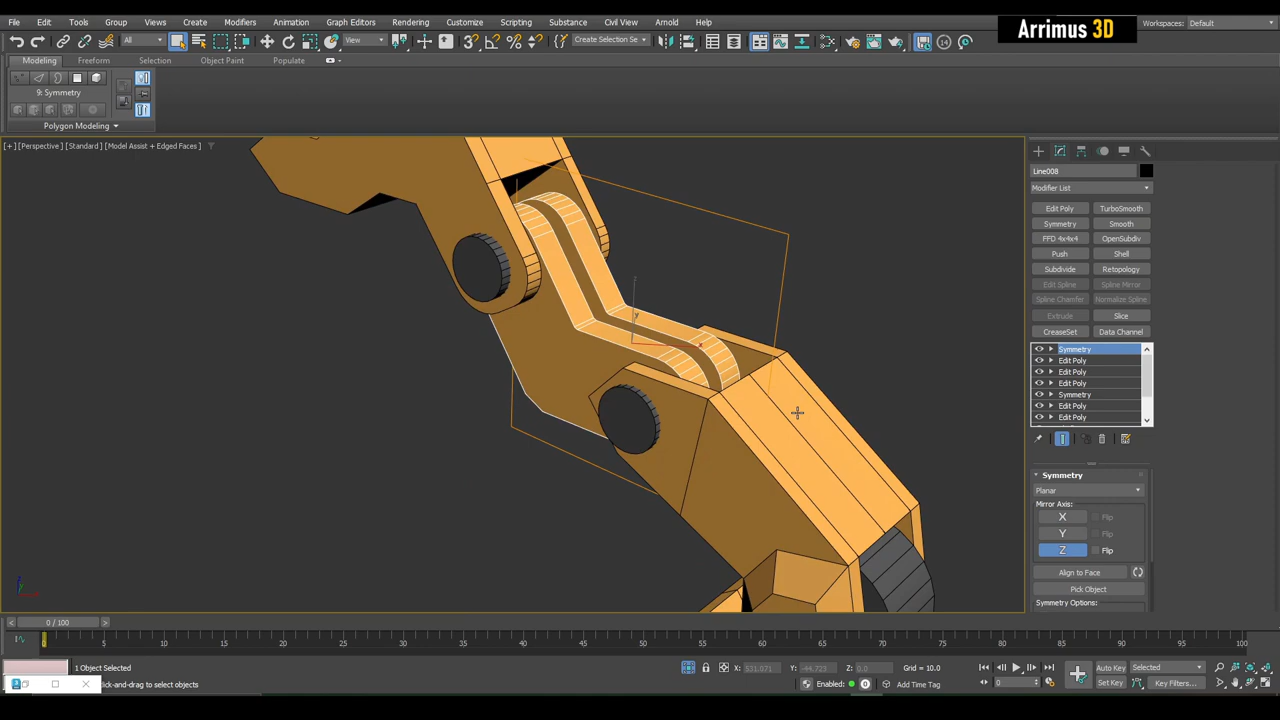 File Edit Tools Group Views Create Modifiers Animation Graph Editors Rendering Customize Scripting Substance Civil View Arnold Help
Arrimus 3D
Workspaces: Default
All
View
Create Selection Se
Modeling Freeform Selection Object Paint Populate
9: Symmetry
Polygon Modeling
[+] [Perspective] [Standard] [Model Assist + Edged Faces]
Line008
Modifier List
Edit Poly TurboSmooth
Symmetry Smooth
FFD 4x4x4 OpenSubdiv
Push Shell
Subdivide Retopology
Edit Spline Spline Mirror
Spline Chamfer Normalize Spline
Extrude Slice
CreaseSet Data Channel
Symmetry
Edit Poly
Edit Poly
Edit Poly
Symmetry
Edit Poly
Edit Poly
Symmetry
Planar
Mirror Axis:
X Flip
Y Flip
Z Flip
Align to Face
Pick Object
Symmetry Options:
z
y
x
0 / 100
0 5 10 15 20 25 30 35 40 45 50 55 60 65 70 75 80 85 90 95 100
1 Object Selected
X: 531.971 Y: -44.723 Z: 0.0 Grid = 10.0
Auto Key Selected
click-and-drag to select objects
Enabled: Add Time Tag
0
Set Key Key Filters...